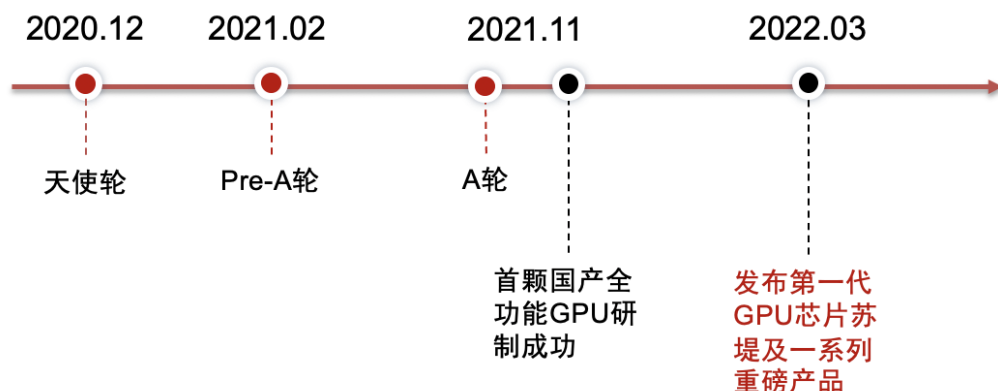 2020.12
2021.02
2021.11
2022.03
天使轮
Pre-A轮
A轮
首颗国产全
功能GPU研
制成功
发布第一代
GPU芯片苏
堤及一系列
重磅产品